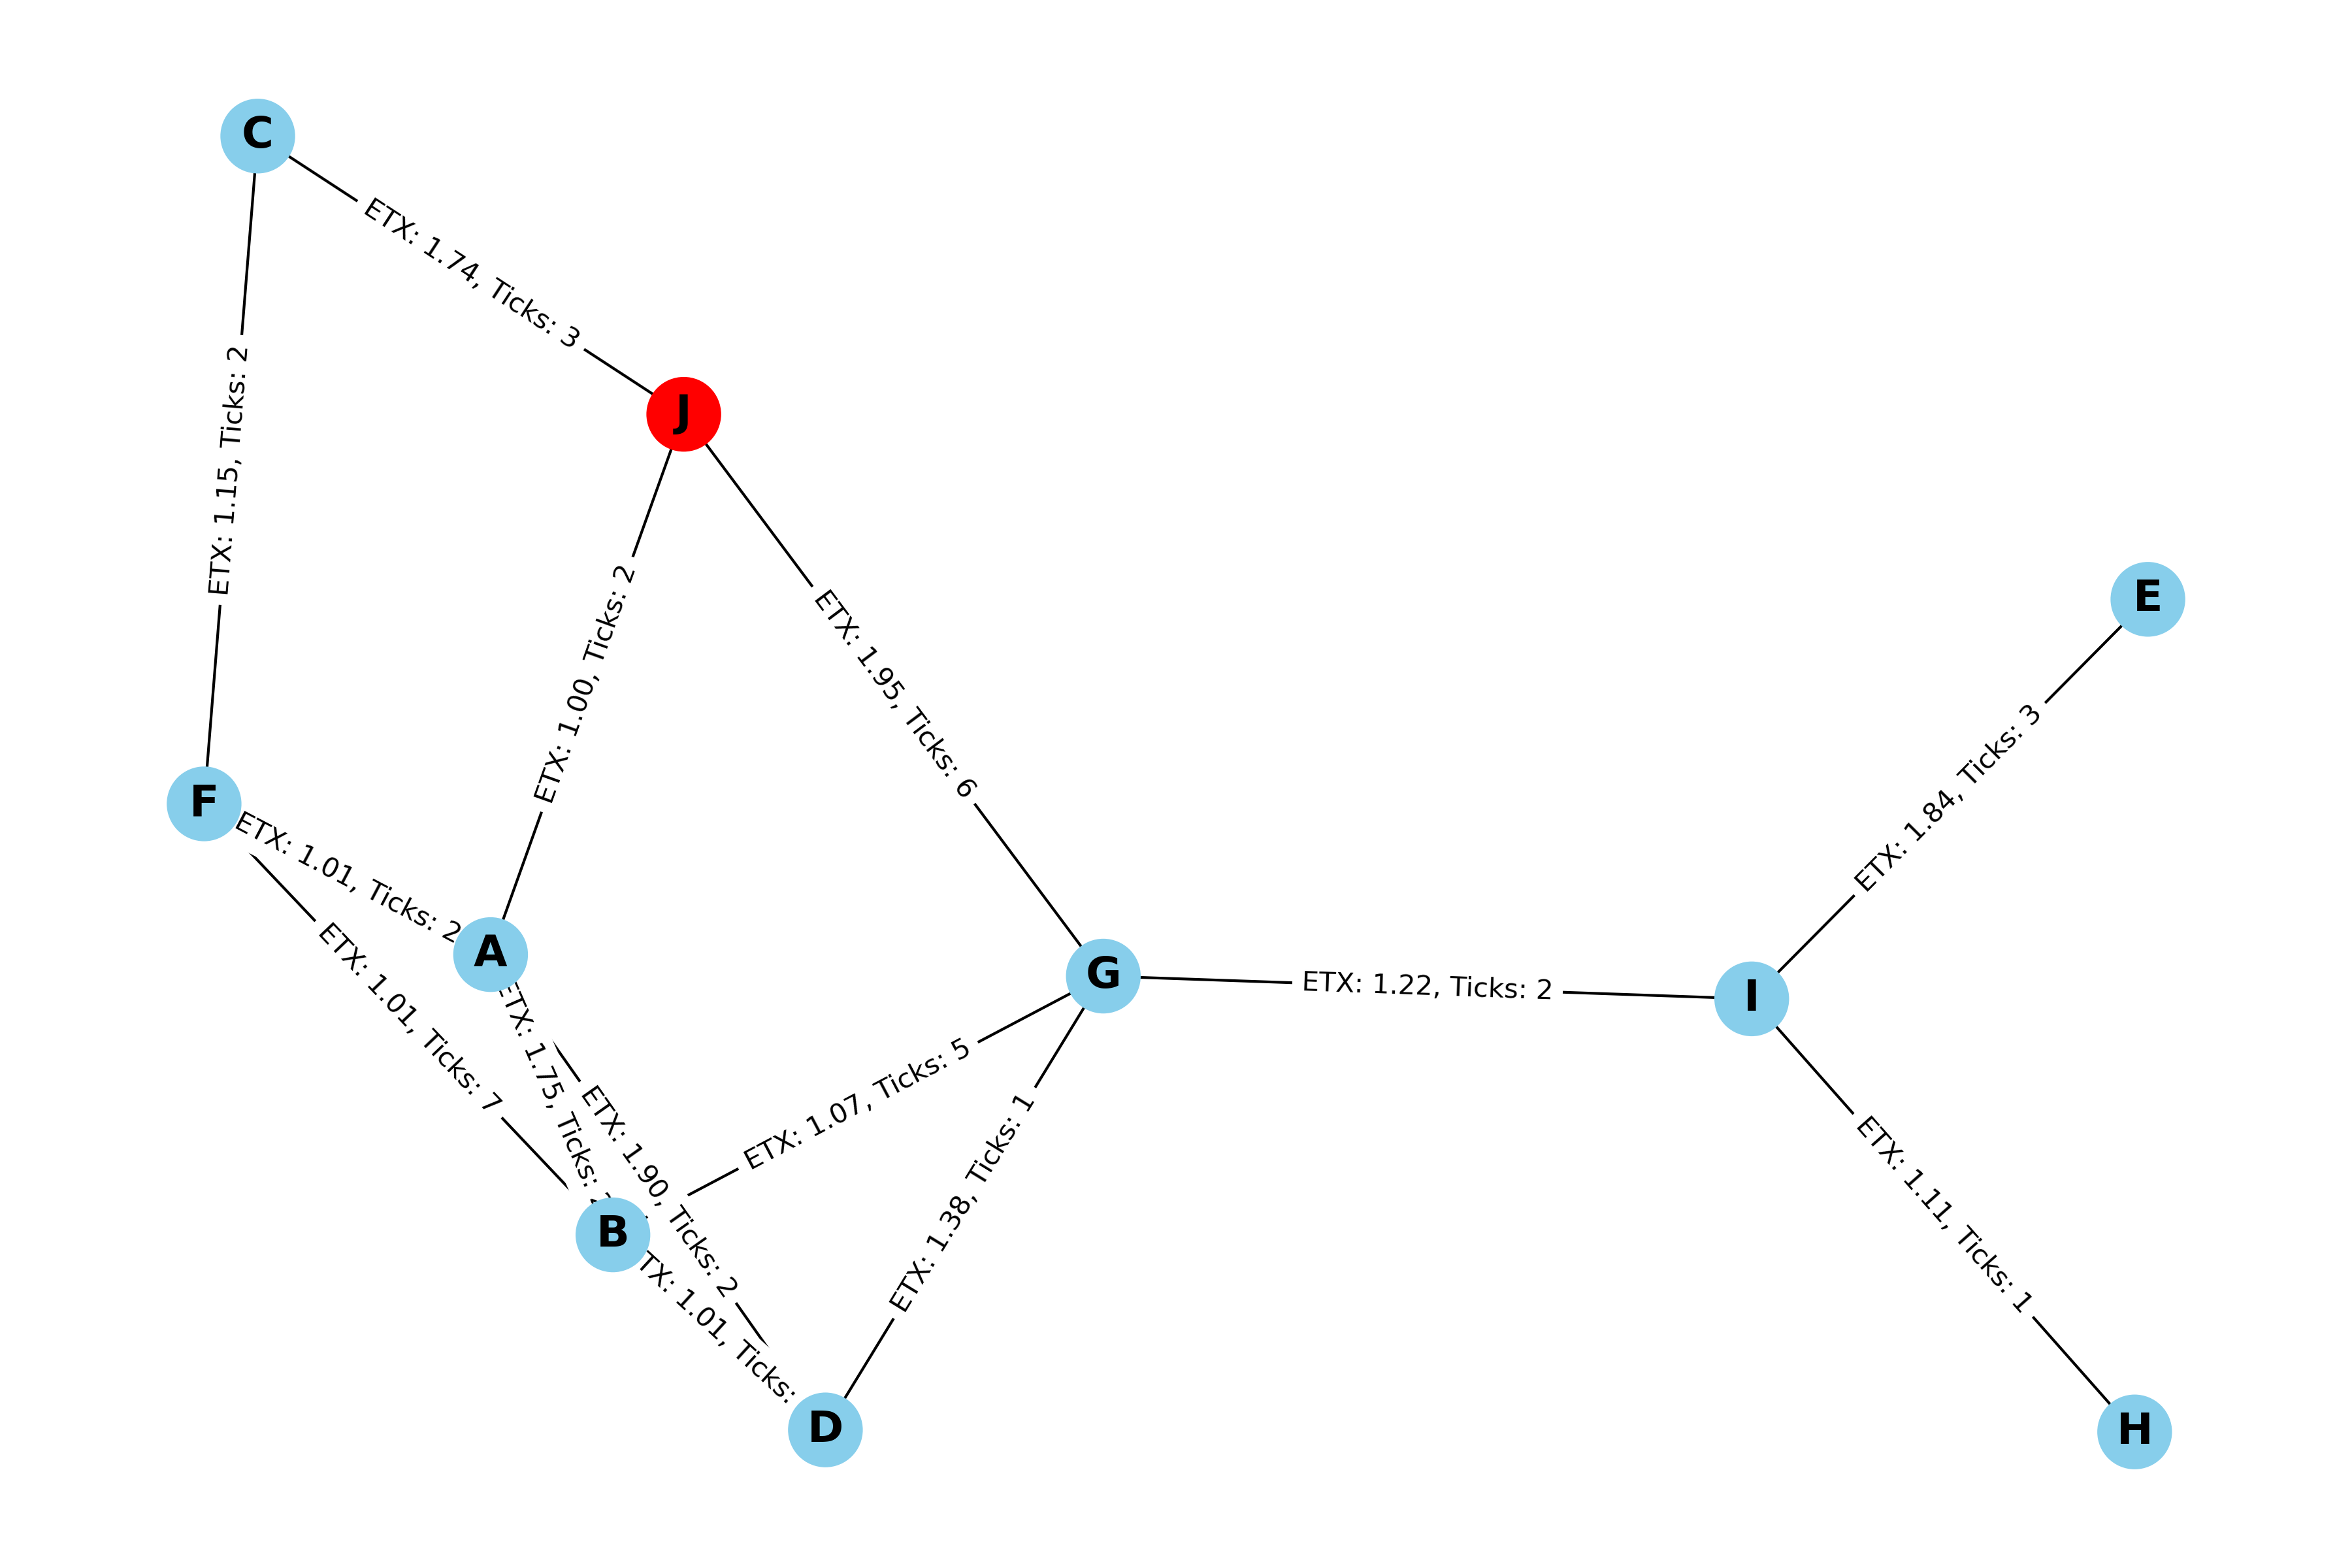 C
ETX: 1.74, Ticks: 3
J
ETX: 1.15, Ticks: 2
ETX: 1.00, Ticks: 2
ETX: 1.95, Ticks: 6
E
ETX: 1.84, Ticks: 3
F
ETX: 1.01, Ticks: 2
A
G
ETX: 1.22, Ticks: 2
I
ETX: 1.01, Ticks: 7
ETX: 1.75, Ticks:
ETX: 1.90, Ticks: 2
ETX: 1.07, Ticks: 5
ETX: 1.38, Ticks: 1
ETX: 1.11, Ticks: 1
B
TX: 1.01, Ticks:
D
H